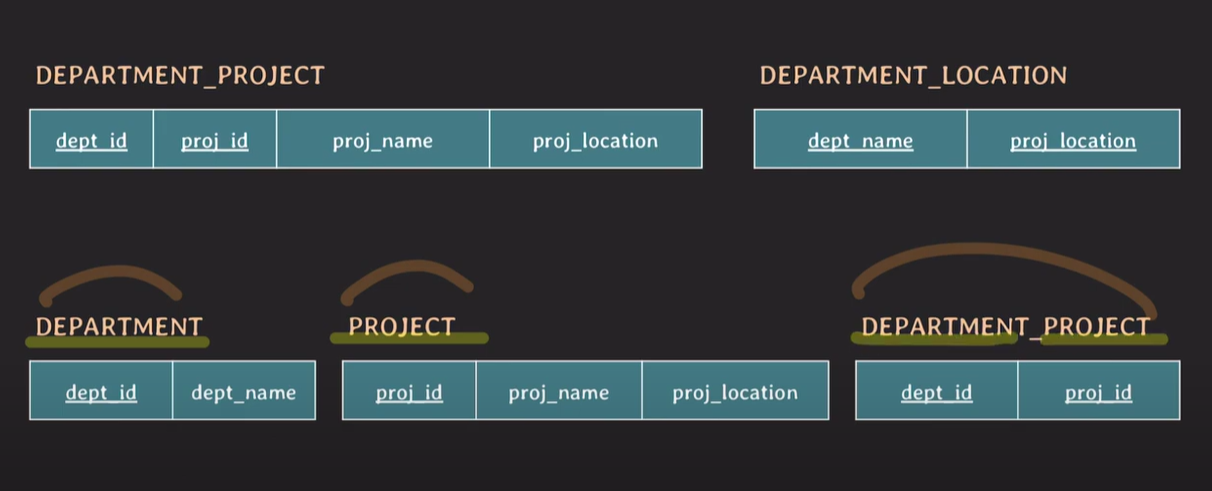 DEPARTMENT_PROJECT
dept_id proj_id proj_name proj_location
DEPARTMENT_LOCATION
dept_name proj_location
DEPARTMENT
dept_id dept_name
PROJECT
proj_id proj_name proj_location
DEPARTMENT_PROJECT
dept_id proj_id